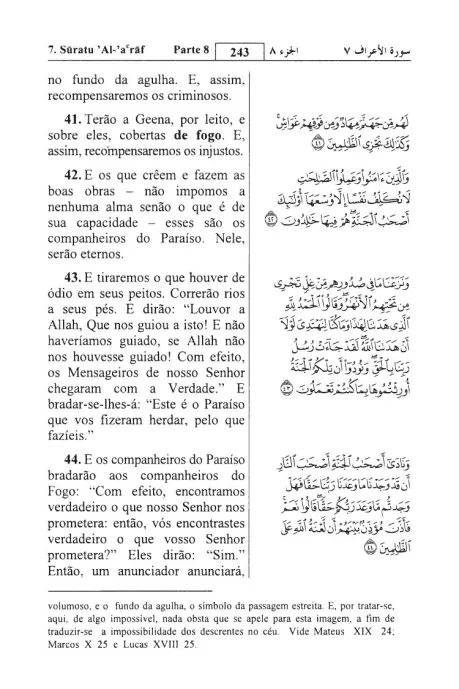 7. Sūratu 'Al-'aᶜrāf Parte 8 243 الجزء ٨ سورة الأعراف ٧
no fundo da agulha. E, assim,
recompensaremos os criminosos.
41. Terão a Geena, por leito, e
sobre eles, cobertas de fogo. E,
assim, recompensaremos os injustos.
42. E os que crêem e fazem as
boas obras – não impomos a
nenhuma alma senão o que é de
sua capacidade – esses são os
companheiros do Paraíso. Nele,
serão eternos.
43. E tiraremos o que houver de
ódio em seus peitos. Correrão rios
a seus pés. E dirão: "Louvor a
Allah, Que nos guiou a isto! E não
haveríamos guiado, se Allah não
nos houvesse guiado! Com efeito,
os Mensageiros de nosso Senhor
chegaram com a Verdade." E
bradar-se-lhes-á: "Este é o Paraíso
que vos fizeram herdar, pelo que
fazíeis."
44. E os companheiros do Paraíso
bradarão aos companheiros do
Fogo: "Com efeito, encontramos
verdadeiro o que nosso Senhor nos
prometera: então, vós encontrastes
verdadeiro o que vosso Senhor
prometera?" Eles dirão: "Sim."
Então, um anunciador anunciará,
لَهُم مِّن جَهَنَّمَ مِهَادٌ وَمِن فَوْقِهِمْ غَوَاشٍ
وَكَذَٰلِكَ نَجْزِي الظَّالِمِينَ ٤١
وَالَّذِينَ ءَامَنُوا وَعَمِلُوا الصَّالِحَاتِ
لَا نُكَلِّفُ نَفْسًا إِلَّا وُسْعَهَا أُولَٰئِكَ
أَصْحَابُ الْجَنَّةِ هُمْ فِيهَا خَالِدُونَ ٤٢
وَنَزَعْنَا مَا فِي صُدُورِهِم مِّنْ غِلٍّ تَجْرِي
مِن تَحْتِهِمُ الْأَنْهَارُ وَقَالُوا الْحَمْدُ لِلَّهِ
الَّذِي هَدَانَا لِهَٰذَا وَمَا كُنَّا لِنَهْتَدِيَ لَوْلَا
أَنْ هَدَانَا اللَّهُ لَقَدْ جَاءَتْ رُسُلُ
رَبِّنَا بِالْحَقِّ وَنُودُوا أَن تِلْكُمُ الْجَنَّةُ
أُورِثْتُمُوهَا بِمَا كُنتُمْ تَعْمَلُونَ ٤٣
وَنَادَىٰ أَصْحَابُ الْجَنَّةِ أَصْحَابَ النَّارِ
أَن قَدْ وَجَدْنَا مَا وَعَدَنَا رَبُّنَا حَقًّا فَهَلْ
وَجَدتُّم مَّا وَعَدَ رَبُّكُمْ حَقًّا قَالُوا نَعَمْ
فَأَذَّنَ مُؤَذِّنٌ بَيْنَهُمْ أَن لَّعْنَةُ اللَّهِ عَلَى
الظَّالِمِينَ ٤٤
volumoso, e o fundo da agulha, o símbolo da passagem estreita. E, por tratar-se,
aqui, de algo impossível, nada obsta que se apele para esta imagem, a fim de
traduzir-se a impossibilidade dos descrentes no céu. Vide Mateus XIX 24;
Marcos X 25 e Lucas XVIII 25.